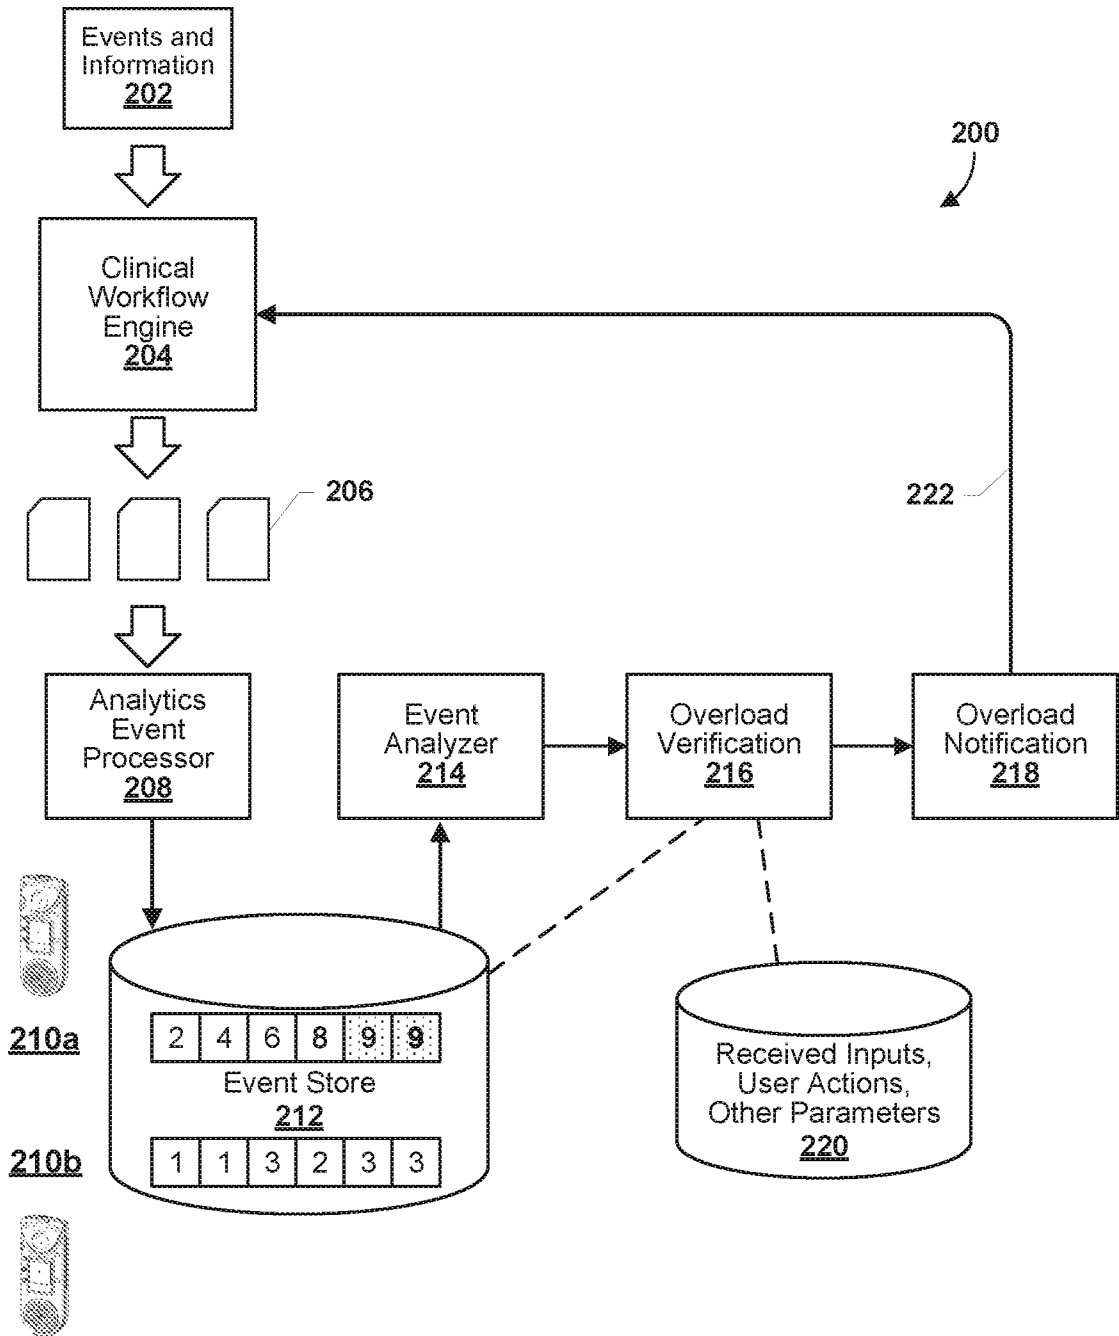 Events and
Information
202
200
Clinical
Workflow
Engine
204
206
222
Analytics
Event
Processor
208
Event
Analyzer
214
Overload
Verification
216
Overload
Notification
218
210a
2 4 6 8 9 9
Event Store
212
210b
1 1 3 2 3 3
Received Inputs,
User Actions,
Other Parameters
220